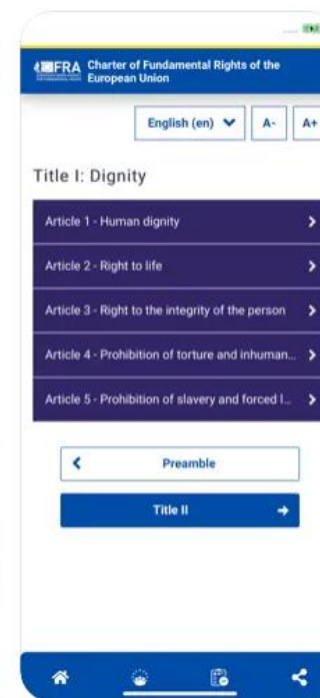 FRA Charter of Fundamental Rights of the
European Union
English (en)
A-
A+
Title I: Dignity
Article 1 - Human dignity
Article 2 - Right to life
Article 3 - Right to the integrity of the person
Article 4 - Prohibition of torture and inhuman...
Article 5 - Prohibition of slavery and forced l...
Preamble
Title II